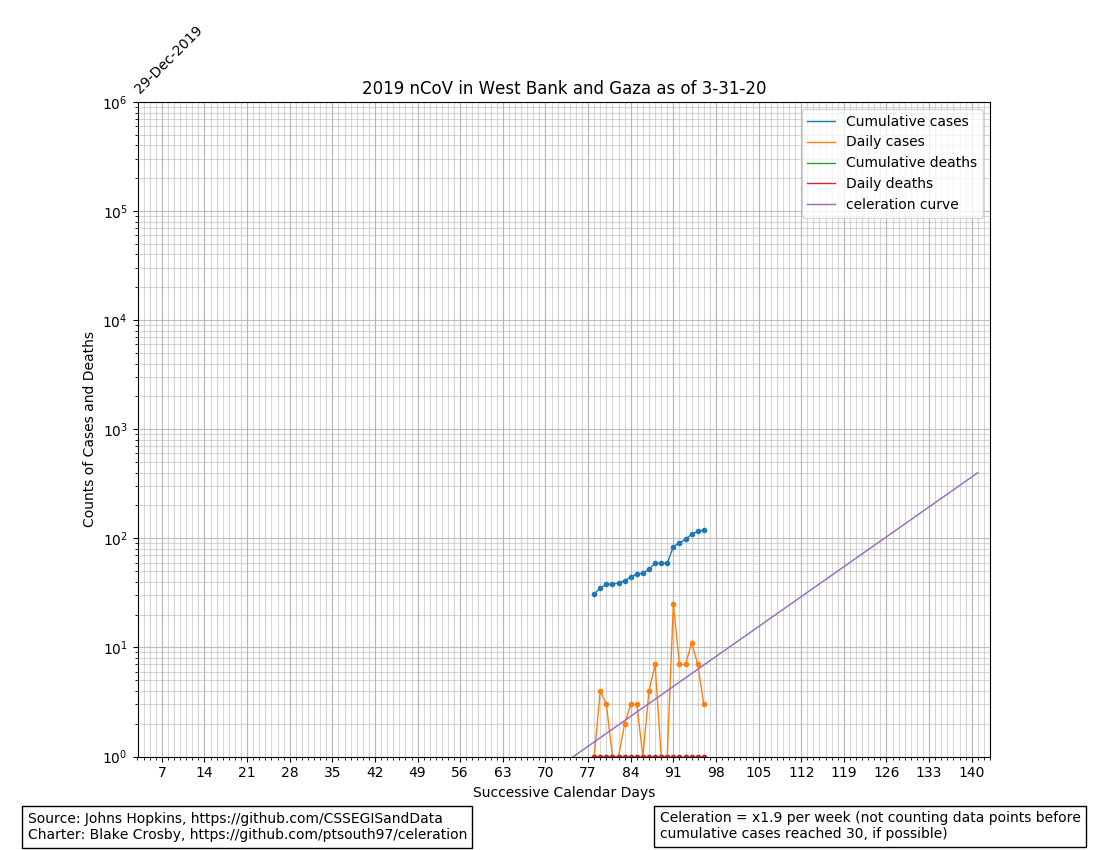 29-Dec-2019
2019 nCoV in West Bank and Gaza as of 3-31-20
Cumulative cases
Daily cases
Cumulative deaths
Daily deaths
celeration curve
Counts of Cases and Deaths
10^6
10^5
10^4
10^3
10^2
10^1
10^0
7 14 21 28 35 42 49 56 63 70 77 84 91 98 105 112 119 126 133 140
Successive Calendar Days
Source: Johns Hopkins, https://github.com/CSSEGISandData
Charter: Blake Crosby, https://github.com/ptsouth97/celeration
Celeration = x1.9 per week (not counting data points before
cumulative cases reached 30, if possible)